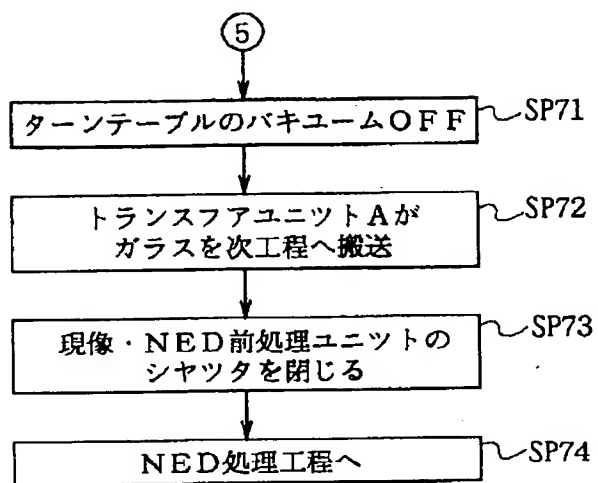 5
ターンテーブルのバキユームOFF
SP71
トランスフアユニツトAが
ガラスを次工程へ搬送
SP72
現像・NED前処理ユニットの
シヤツタを閉じる
SP73
NED処理工程へ
SP74